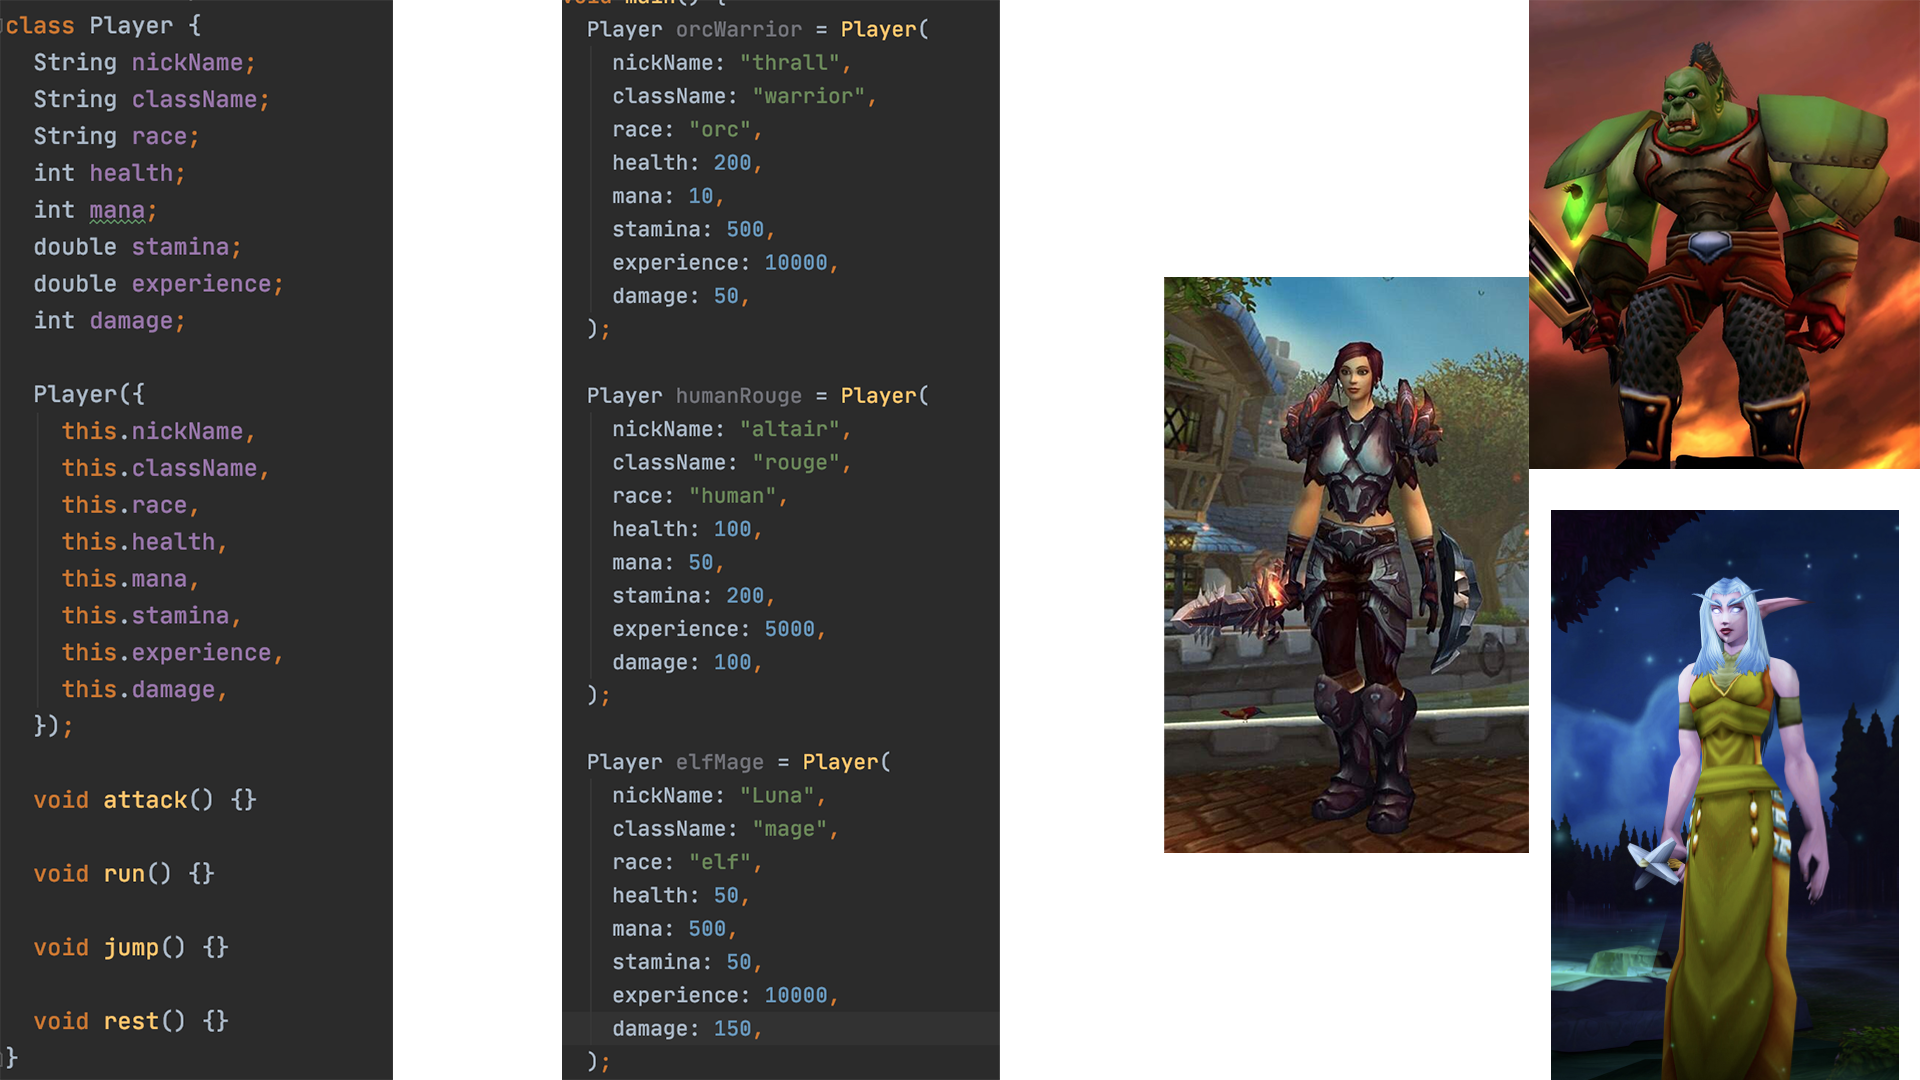 class Player {
String nickName;
String className;
String race;
int health;
int mana;
double stamina;
double experience;
int damage;
Player({
this.nickName,
this.className,
this.race,
this.health,
this.mana,
this.stamina,
this.experience,
this.damage,
});
void attack() {}
void run() {}
void jump() {}
void rest() {}
}
void main() {
Player orcWarrior = Player(
nickName: "thrall",
className: "warrior",
race: "orc",
health: 200,
mana: 10,
stamina: 500,
experience: 10000,
damage: 50,
);
Player humanRouge = Player(
nickName: "altair",
className: "rouge",
race: "human",
health: 100,
mana: 50,
stamina: 200,
experience: 5000,
damage: 100,
);
Player elfMage = Player(
nickName: "Luna",
className: "mage",
race: "elf",
health: 50,
mana: 500,
stamina: 50,
experience: 10000,
damage: 150,
);